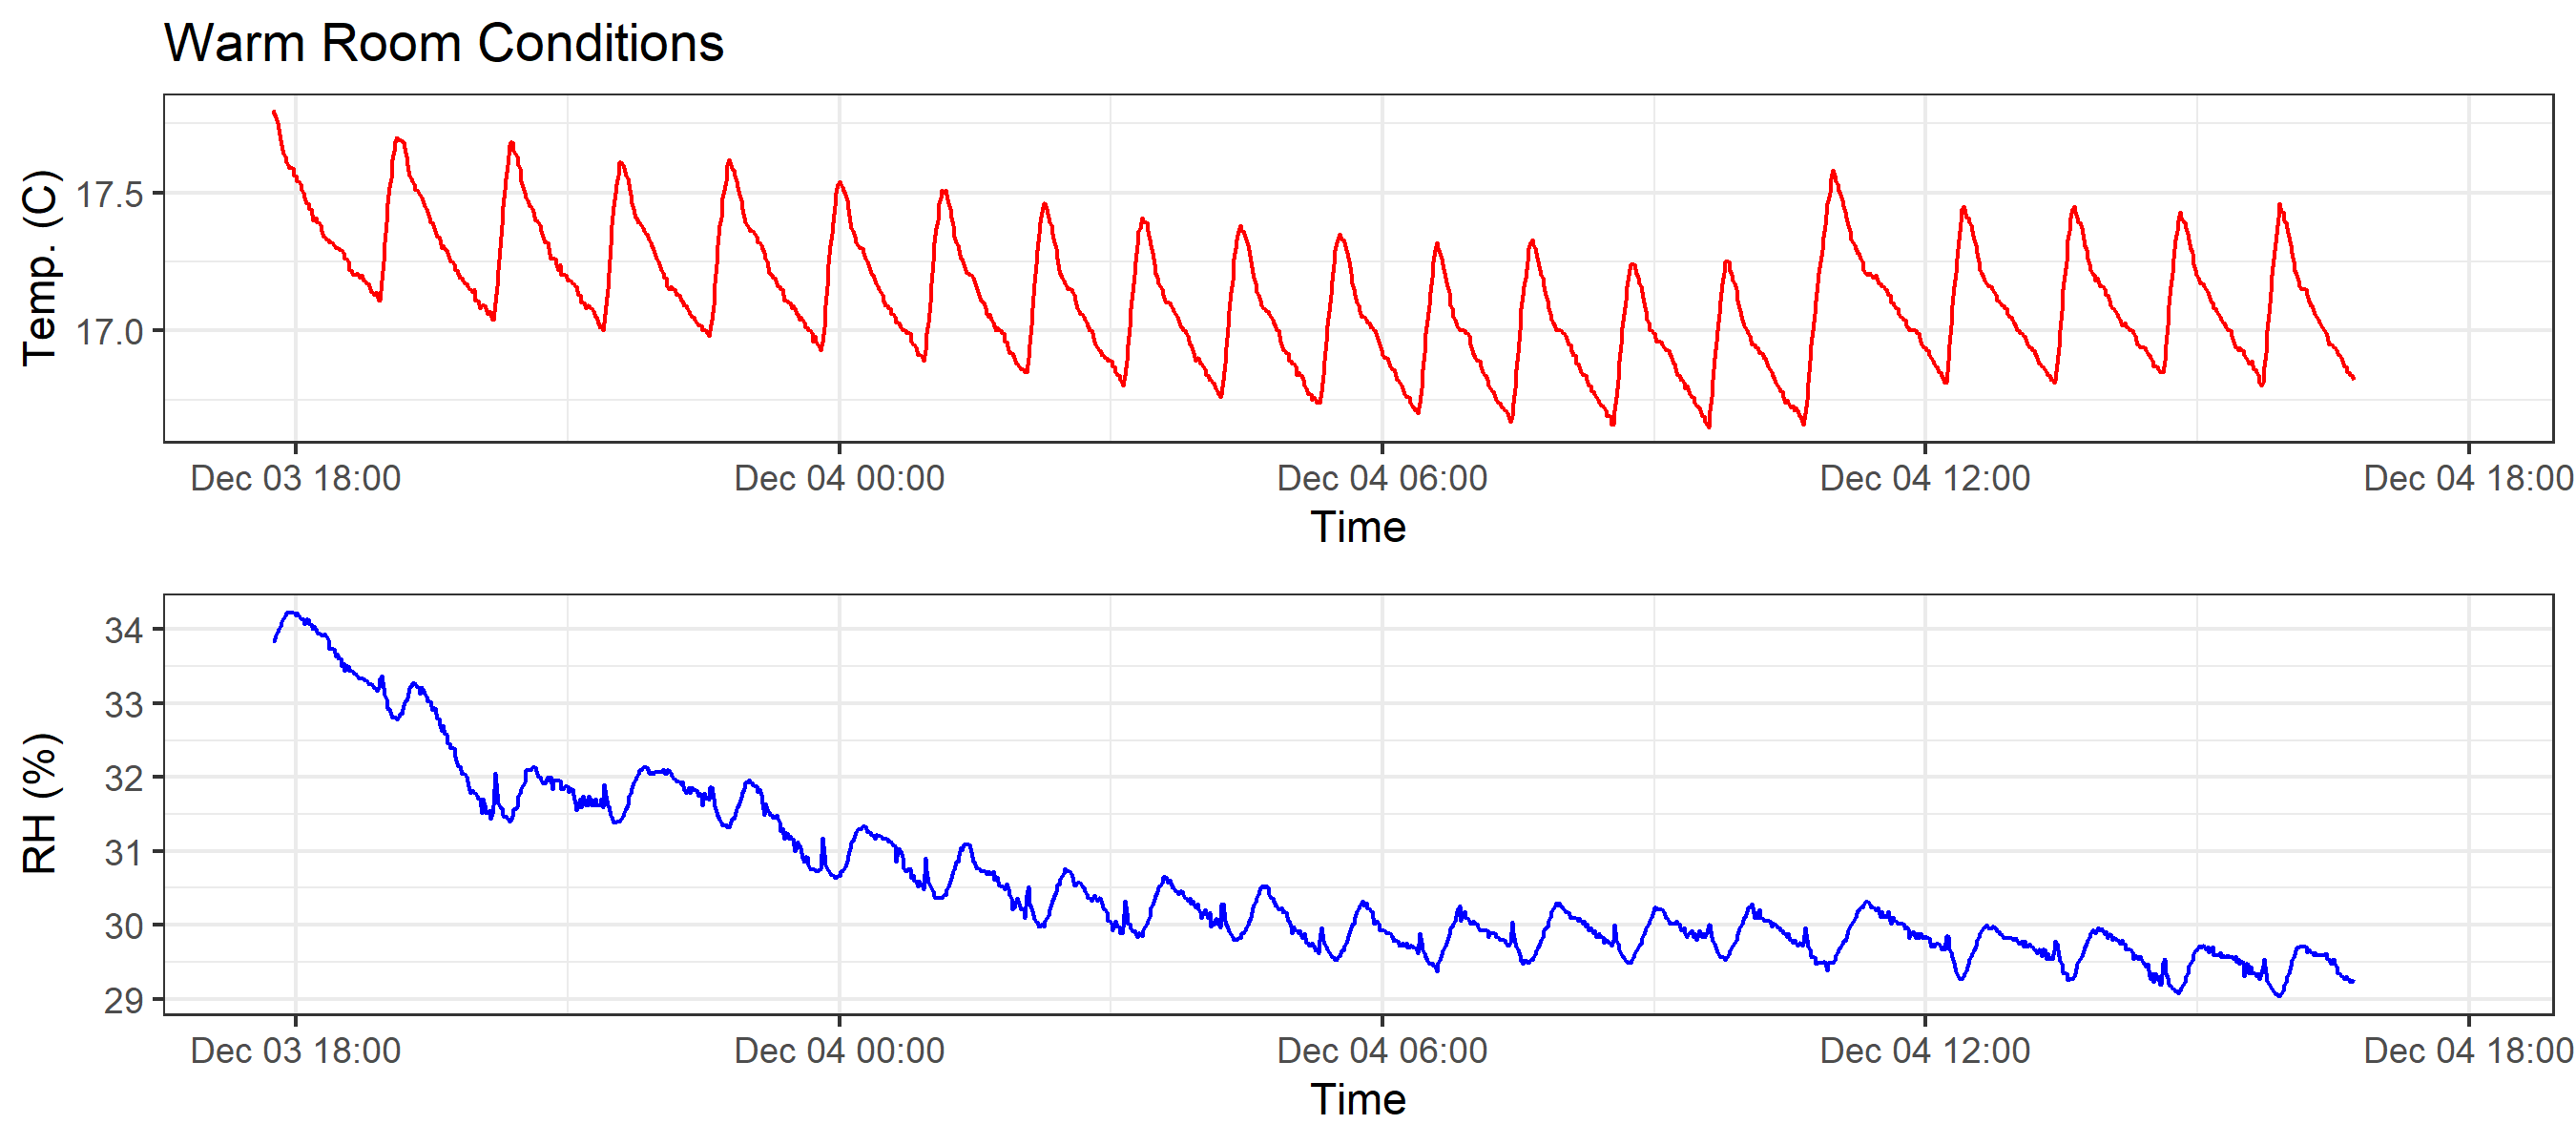 Warm Room Conditions
Temp. (C)
17.5
17.0
Dec 03 18:00 Dec 04 00:00 Dec 04 06:00 Dec 04 12:00 Dec 04 18:00
Time
RH (%)
34
33
32
31
30
29
Dec 03 18:00 Dec 04 00:00 Dec 04 06:00 Dec 04 12:00 Dec 04 18:00
Time